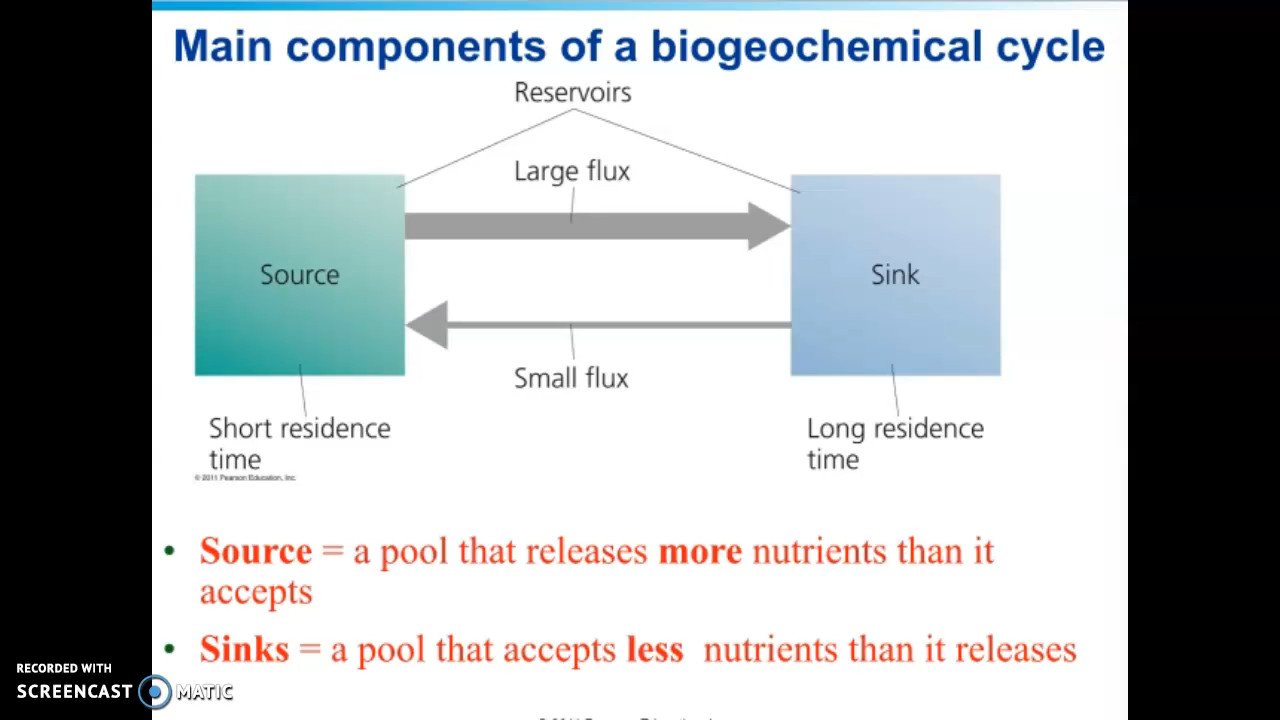 Main components of a biogeochemical cycle
Reservoirs
Large flux
Source
Sink
Small flux
Short residence
time
Long residence
time
© 2011 Pearson Education, Inc.
• Source = a pool that releases more nutrients than it
accepts
• Sinks = a pool that accepts less nutrients than it releases
RECORDED WITH
SCREENCAST MATIC